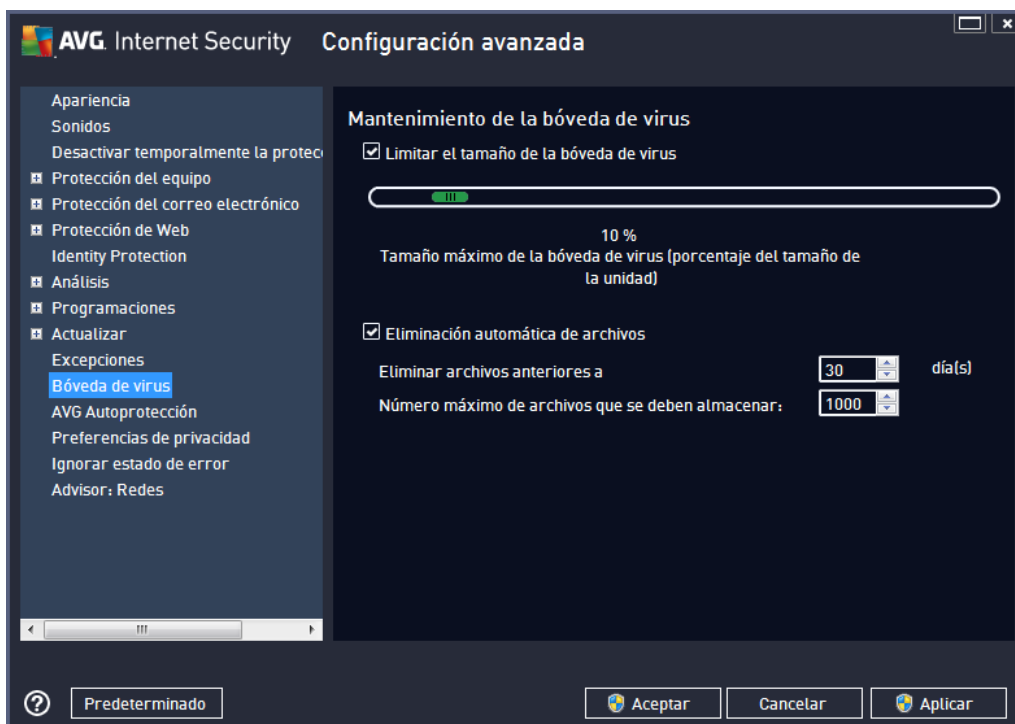 AVG. Internet Security
Configuración avanzada
Apariencia
Sonidos
Desactivar temporalmente la protec
Protección del equipo
Protección del correo electrónico
Protección de Web
Identity Protection
Análisis
Programaciones
Actualizar
Excepciones
Bóveda de virus
AVG Autoprotección
Preferencias de privacidad
Ignorar estado de error
Advisor: Redes
Mantenimiento de la bóveda de virus
Limitar el tamaño de la bóveda de virus
10 %
Tamaño máximo de la bóveda de virus (porcentaje del tamaño de
la unidad)
Eliminación automática de archivos
Eliminar archivos anteriores a 30 día(s)
Número máximo de archivos que se deben almacenar: 1000
? Predeterminado Aceptar Cancelar Aplicar